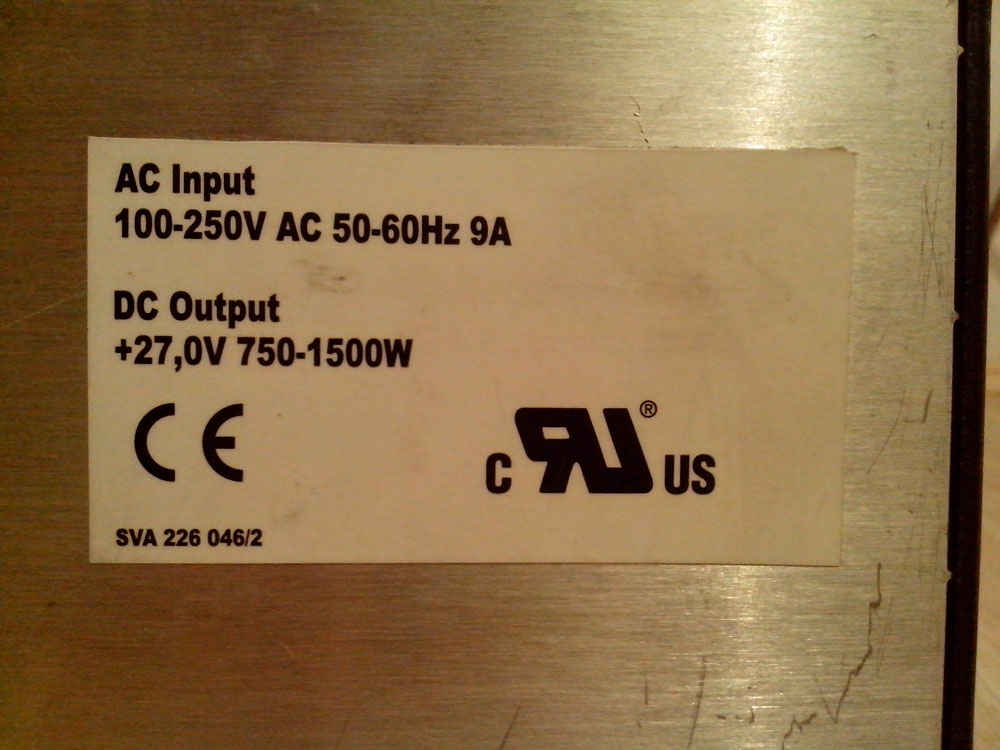 AC Input
100-250V AC 50-60Hz 9A
DC Output
+27,0V 750-1500W
CE
C RU® US
SVA 226 046/2